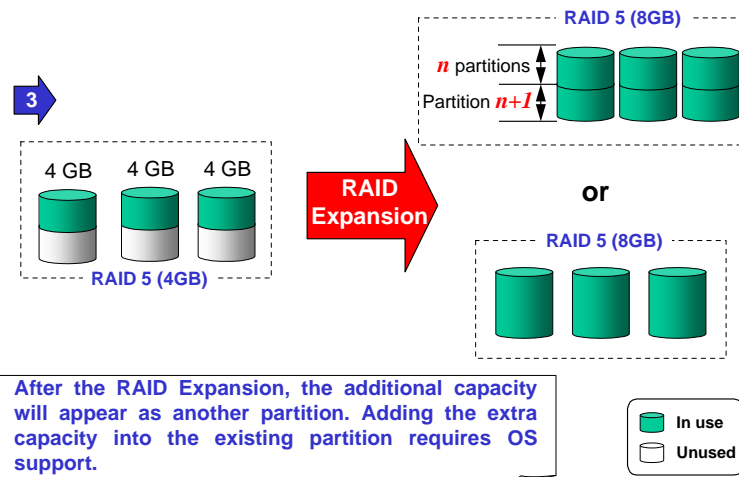 3
4 GB 4 GB 4 GB
RAID 5 (4GB)
RAID
Expansion
RAID 5 (8GB)
n partitions
Partition n+1
or
RAID 5 (8GB)
After the RAID Expansion, the additional capacity
will appear as another partition. Adding the extra
capacity into the existing partition requires OS
support.
In use
Unused